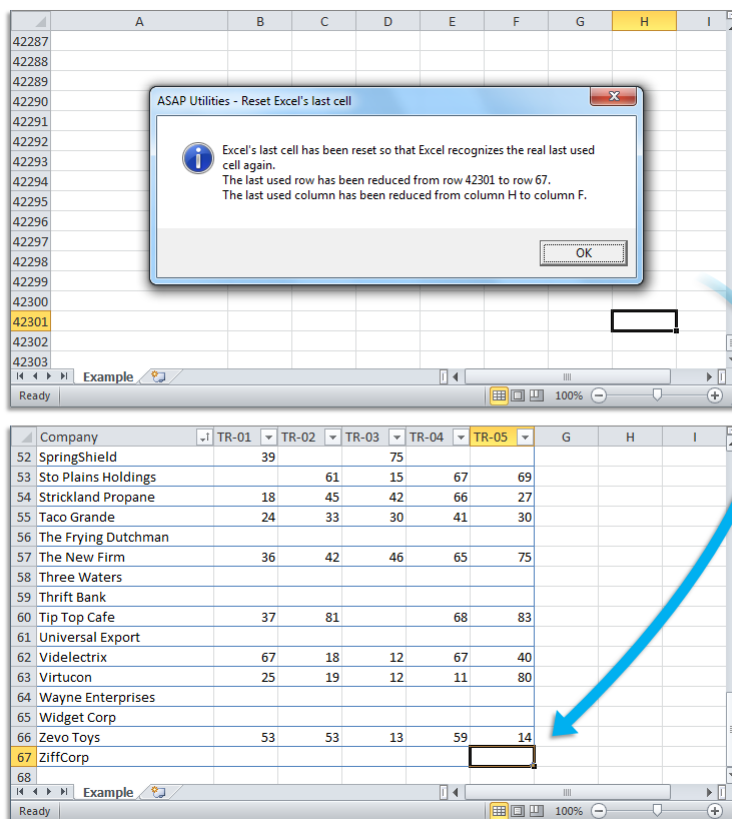 A B C D E F G H I
42287
42288
42289
42290
42291
42292
42293
42294
42295
42296
42297
42298
42299
42300
42301
42302
42303
ASAP Utilities - Reset Excel's last cell
Excel's last cell has been reset so that Excel recognizes the real last used
cell again.
The last used row has been reduced from row 42301 to row 67.
The last used column has been reduced from column H to column F.
OK
Example
Ready 100%
Company TR-01 TR-02 TR-03 TR-04 TR-05 G H I
52 SpringShield 39 75
53 Sto Plains Holdings 61 15 67 69
54 Strickland Propane 18 45 42 66 27
55 Taco Grande 24 33 30 41 30
56 The Frying Dutchman
57 The New Firm 36 42 46 65 75
58 Three Waters
59 Thrift Bank
60 Tip Top Cafe 37 81 68 83
61 Universal Export
62 Videlectrix 67 18 12 67 40
63 Virtucon 25 19 12 11 80
64 Wayne Enterprises
65 Widget Corp
66 Zevo Toys 53 53 13 59 14
67 ZiffCorp
68
Example
Ready 100%